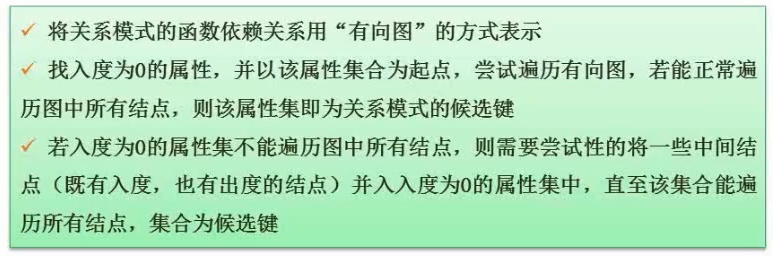 ✓ 将关系模式的函数依赖关系用“有向图”的方式表示
✓ 找入度为0的属性，并以该属性集合为起点，尝试遍历有向图，若能正常遍
历图中所有结点，则该属性集即为关系模式的候选键
✓ 若入度为0的属性集不能遍历图中所有结点，则需要尝试性的将一些中间结
点（既有入度，也有出度的结点）并入入度为0的属性集中，直至该集合能遍
历所有结点，集合为候选键